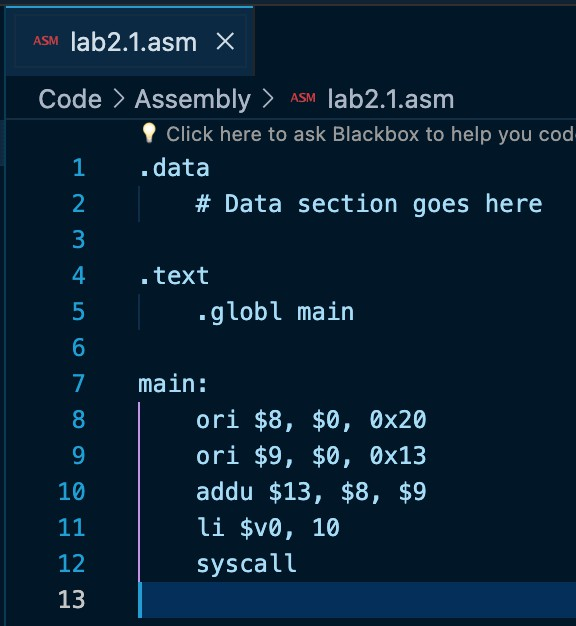 ASM lab2.1.asm ×
Code > Assembly > ASM lab2.1.asm
💡 Click here to ask Blackbox to help you cod
1 .data
2     # Data section goes here
3
4 .text
5     .globl main
6
7 main:
8     ori $8, $0, 0x20
9     ori $9, $0, 0x13
10     addu $13, $8, $9
11     li $v0, 10
12     syscall
13